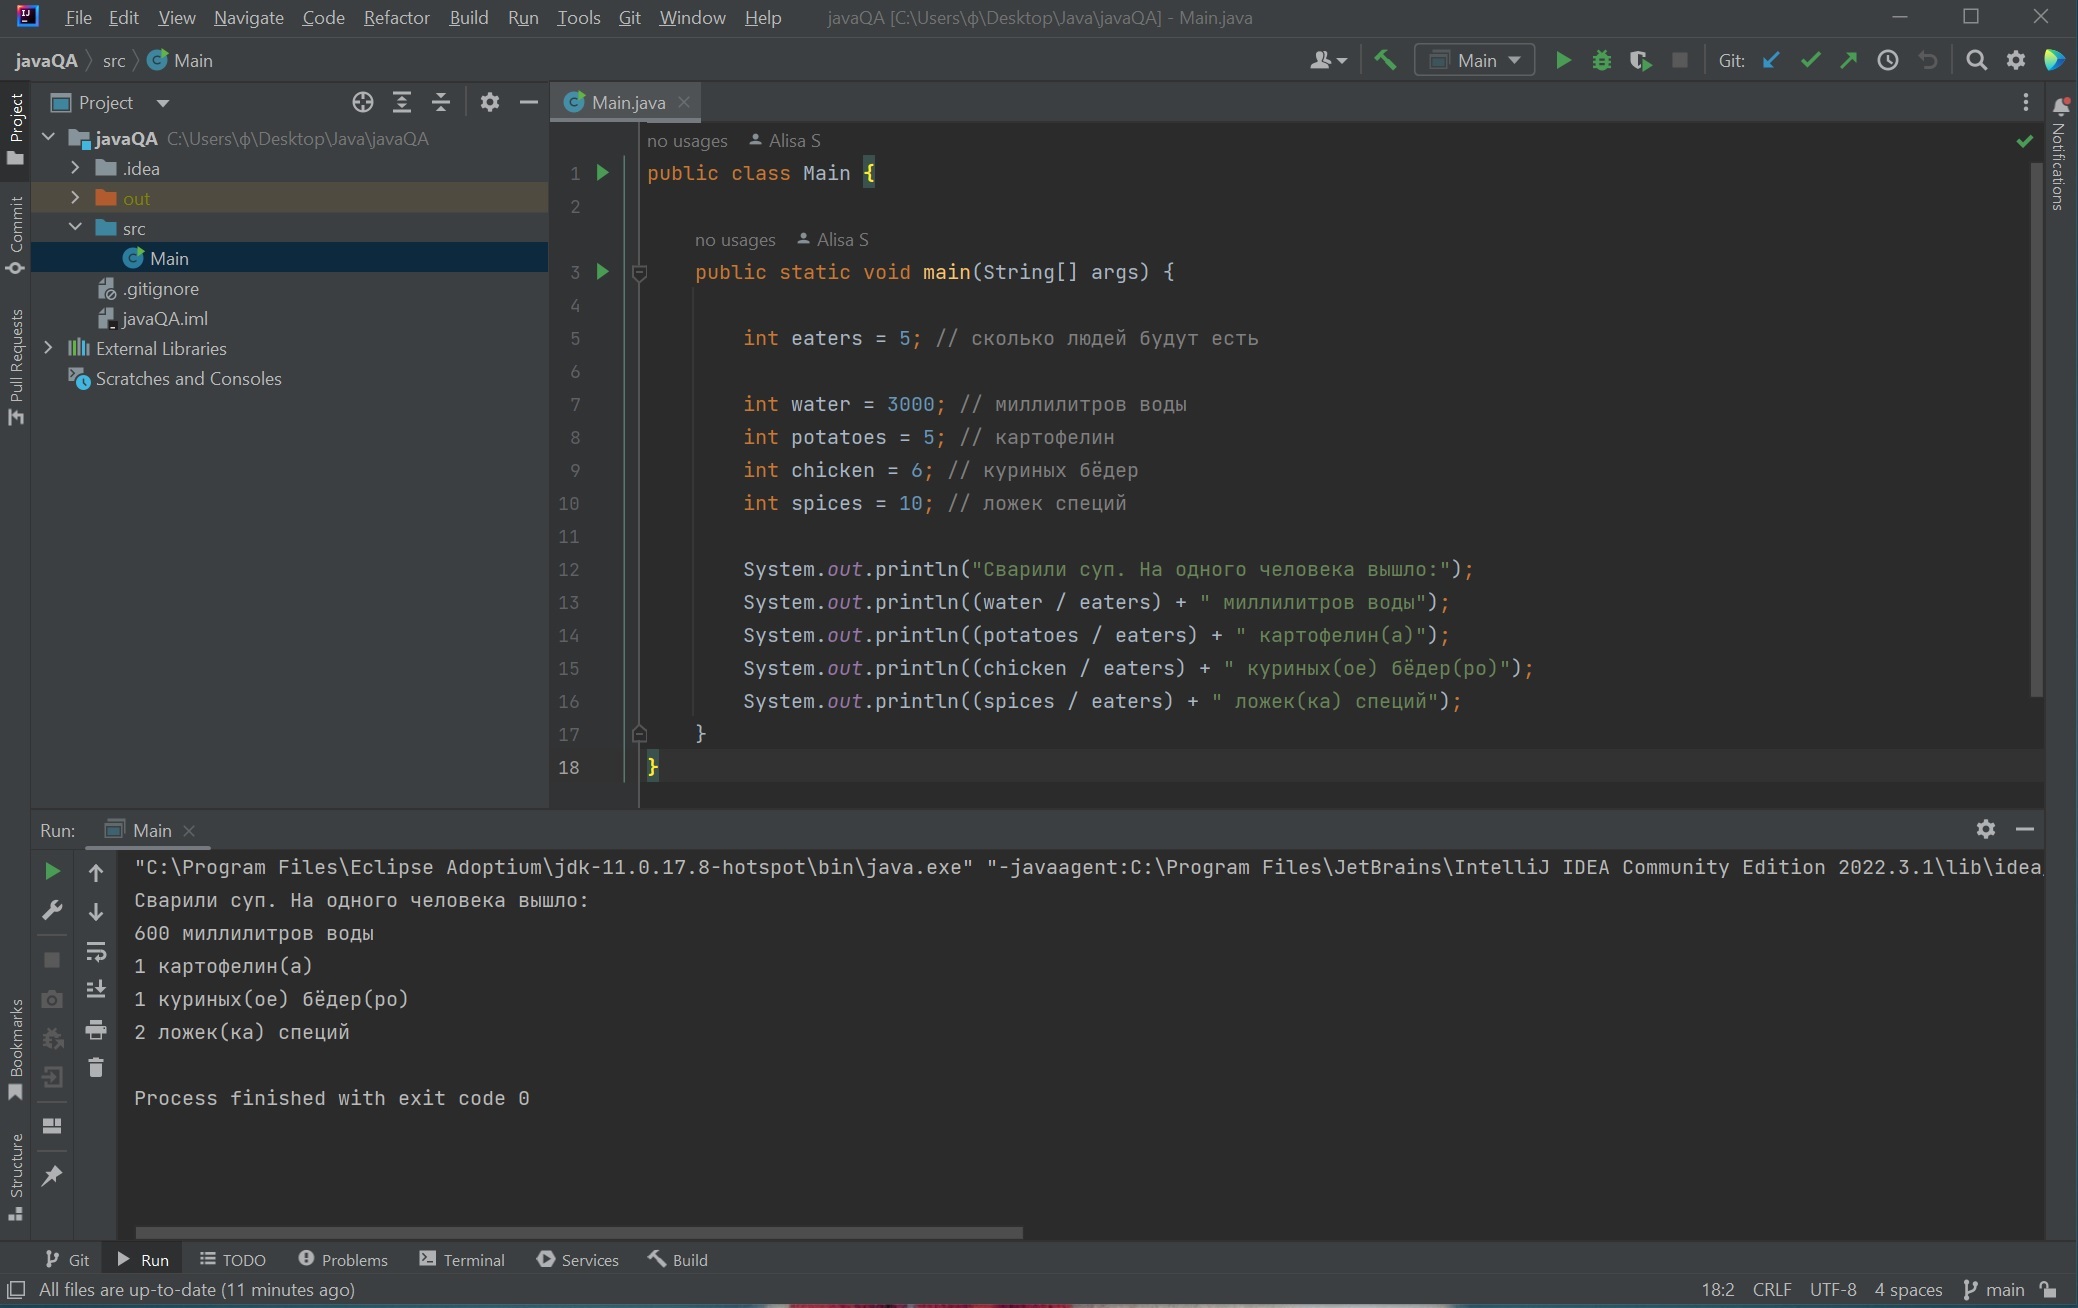 File Edit View Navigate Code Refactor Build Run Tools Git Window Help javaQA [C:\Users\ф\Desktop\Java\javaQA] - Main.java
javaQA src Main
Main Git:
Project
Main.java
Project
Commit
Pull Requests
Bookmarks
Structure
Notifications
javaQA C:\Users\ф\Desktop\Java\javaQA
.idea
out
src
Main
.gitignore
javaQA.iml
External Libraries
Scratches and Consoles
no usages Alisa S
1 public class Main {
2
no usages Alisa S
3 public static void main(String[] args) {
4
5 int eaters = 5; // сколько людей будут есть
6
7 int water = 3000; // миллилитров воды
8 int potatoes = 5; // картофелин
9 int chicken = 6; // куриных бёдер
10 int spices = 10; // ложек специй
11
12 System.out.println("Сварили суп. На одного человека вышло:");
13 System.out.println((water / eaters) + " миллилитров воды");
14 System.out.println((potatoes / eaters) + " картофелин(а)");
15 System.out.println((chicken / eaters) + " куриных(ое) бёдер(ро)");
16 System.out.println((spices / eaters) + " ложек(ка) специй");
17 }
18 }
Run: Main
"C:\Program Files\Eclipse Adoptium\jdk-11.0.17.8-hotspot\bin\java.exe" "-javaagent:C:\Program Files\JetBrains\IntelliJ IDEA Community Edition 2022.3.1\lib\idea
Сварили суп. На одного человека вышло:
600 миллилитров воды
1 картофелин(а)
1 куриных(ое) бёдер(ро)
2 ложек(ка) специй
Process finished with exit code 0
Git Run TODO Problems Terminal Services Build
All files are up-to-date (11 minutes ago) 18:2 CRLF UTF-8 4 spaces main